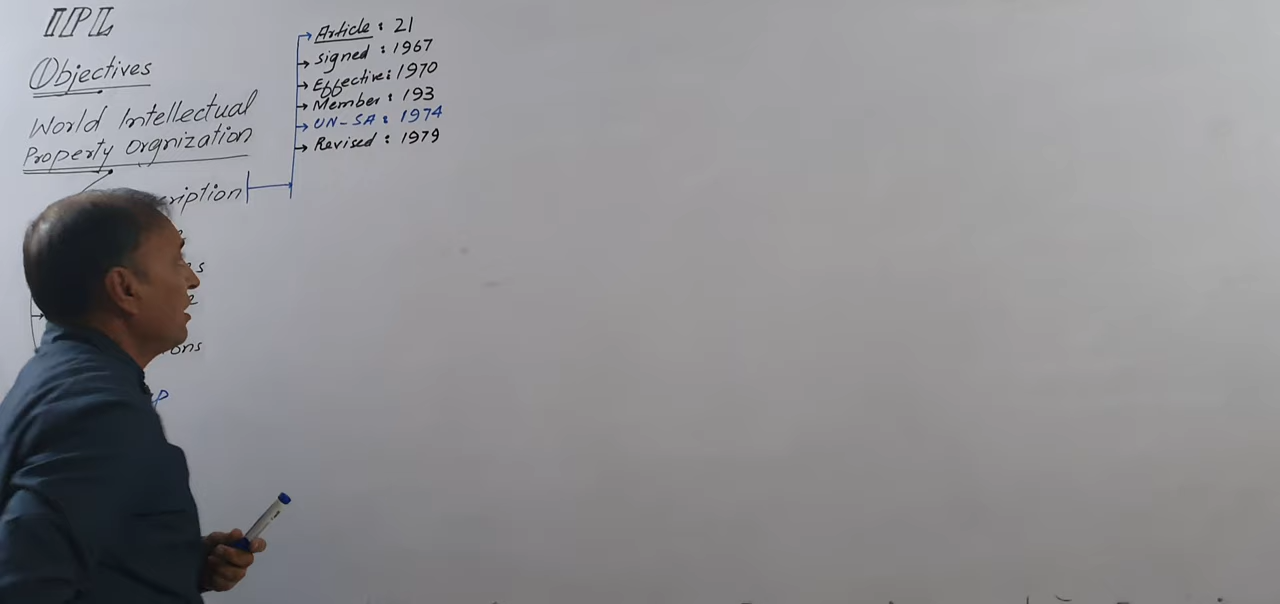 IPL
① Objectives
World Intellectual
Property Orgnization
Article : 21
Signed : 1967
Effective : 1970
Member : 193
UN-SA : 1974
Revised : 1979